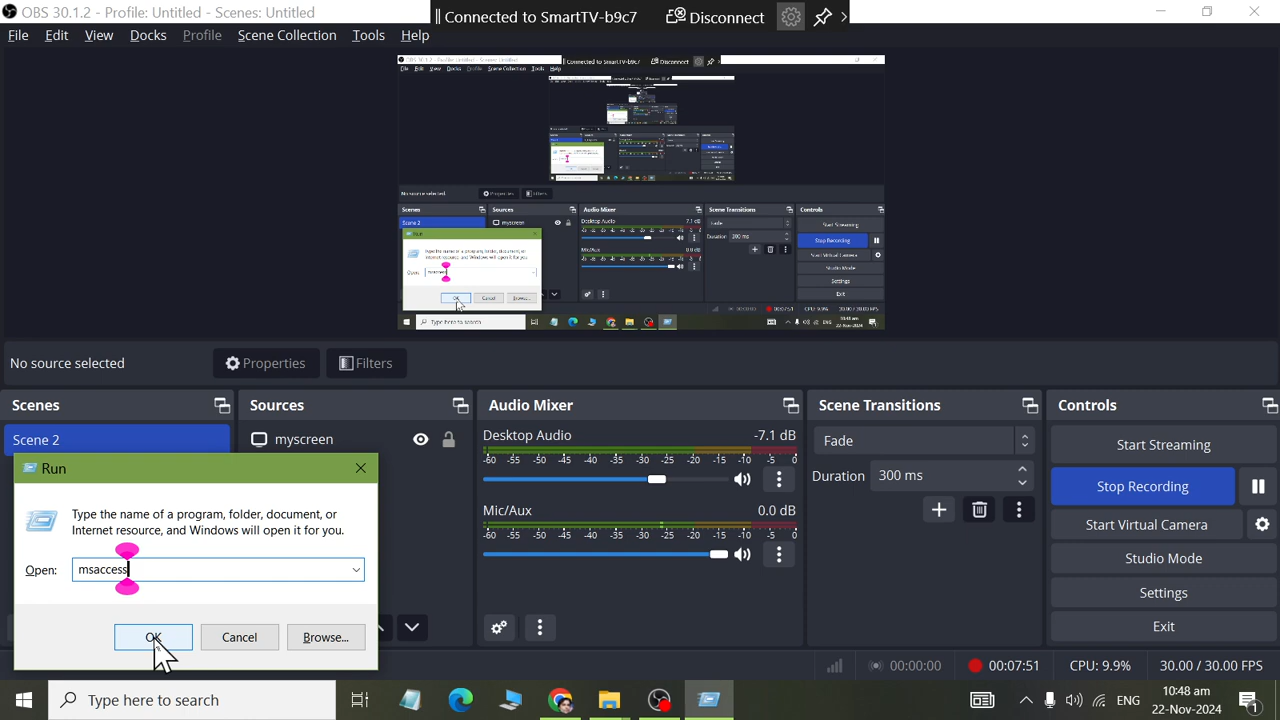 OBS 30.1.2 - Profile: Untitled - Scenes: Untitled
Connected to SmartTV-b9c7
Disconnect
File Edit View Docks Profile Scene Collection Tools Help
No source selected
Properties
Filters
Scenes
Sources
Audio Mixer
Scene Transitions
Controls
Scene 2
myscreen
Desktop Audio -7.1 dB
-60 -55 -50 -45 -40 -35 -30 -25 -20 -15 -10 -5 0
Mic/Aux 0.0 dB
-60 -55 -50 -45 -40 -35 -30 -25 -20 -15 -10 -5 0
Fade
Duration 300 ms
Start Streaming
Stop Recording
Start Virtual Camera
Studio Mode
Settings
Exit
Run
Type the name of a program, folder, document, or
Internet resource, and Windows will open it for you.
Open: msaccess
OK Cancel Browse...
00:00:00 00:07:51 CPU: 9.9% 30.00 / 30.00 FPS
Type here to search
ENG
10:48 am
22-Nov-2024
1